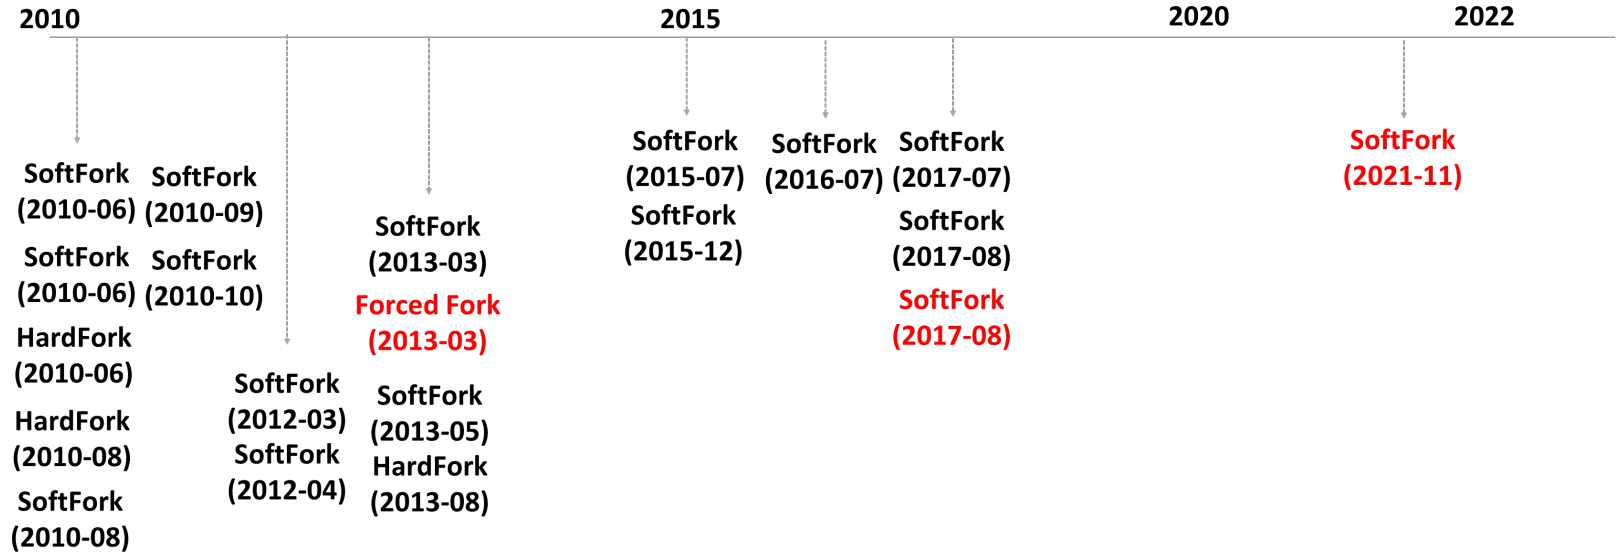 2010
2015
2020
2022
SoftFork
(2010-06)
SoftFork
(2010-06)
HardFork
(2010-06)
HardFork
(2010-08)
SoftFork
(2010-08)
SoftFork
(2010-09)
SoftFork
(2010-10)
SoftFork
(2012-03)
SoftFork
(2012-04)
SoftFork
(2013-03)
Forced Fork
(2013-03)
SoftFork
(2013-05)
HardFork
(2013-08)
SoftFork
(2015-07)
SoftFork
(2015-12)
SoftFork
(2016-07)
SoftFork
(2017-07)
SoftFork
(2017-08)
SoftFork
(2017-08)
SoftFork
(2021-11)